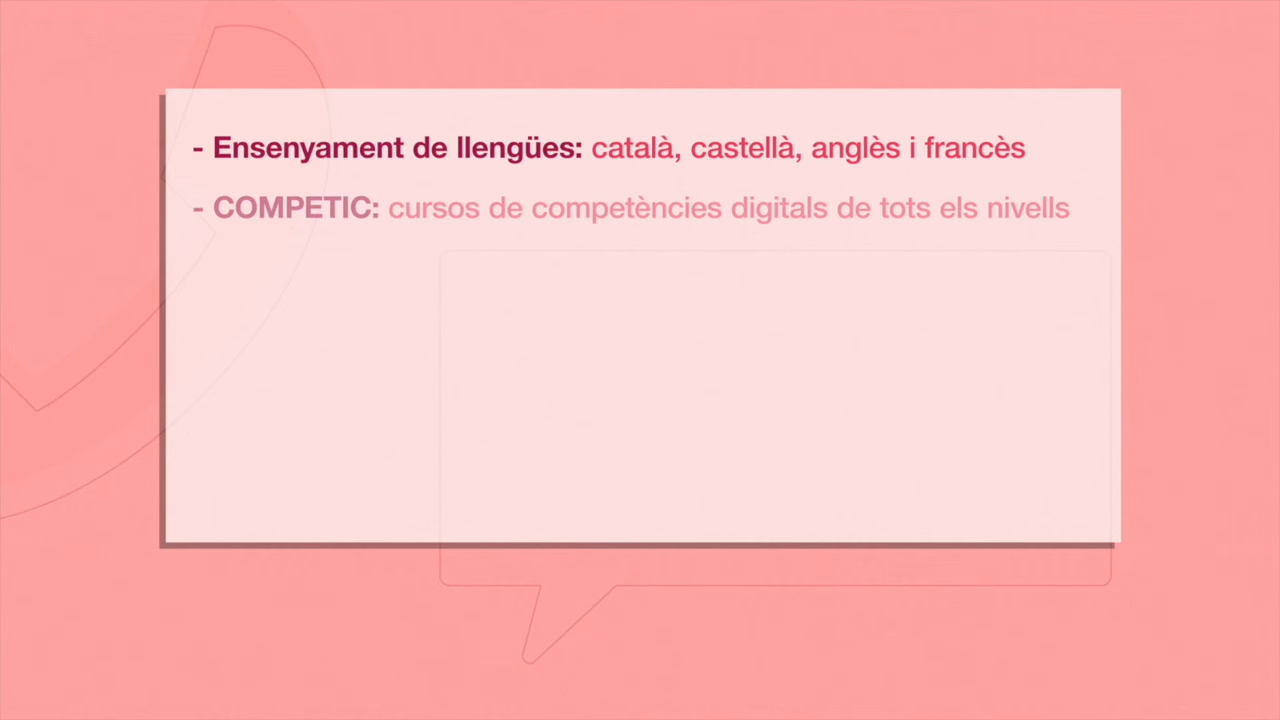 - Ensenyament de llengües: català, castellà, anglès i francès
- COMPETIC: cursos de competències digitals de tots els nivells